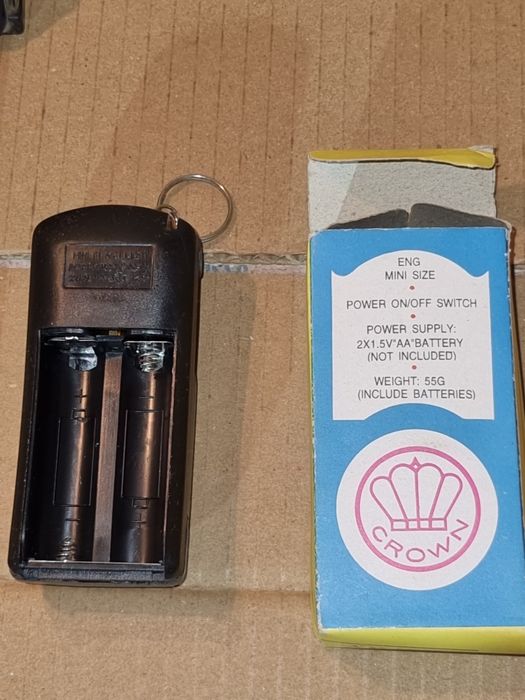 ENG
MINI SIZE
POWER ON/OFF SWITCH
POWER SUPPLY:
2X1.5V"AA"BATTERY
(NOT INCLUDED)
WEIGHT: 55G
(INCLUDE BATTERIES)
CROWN